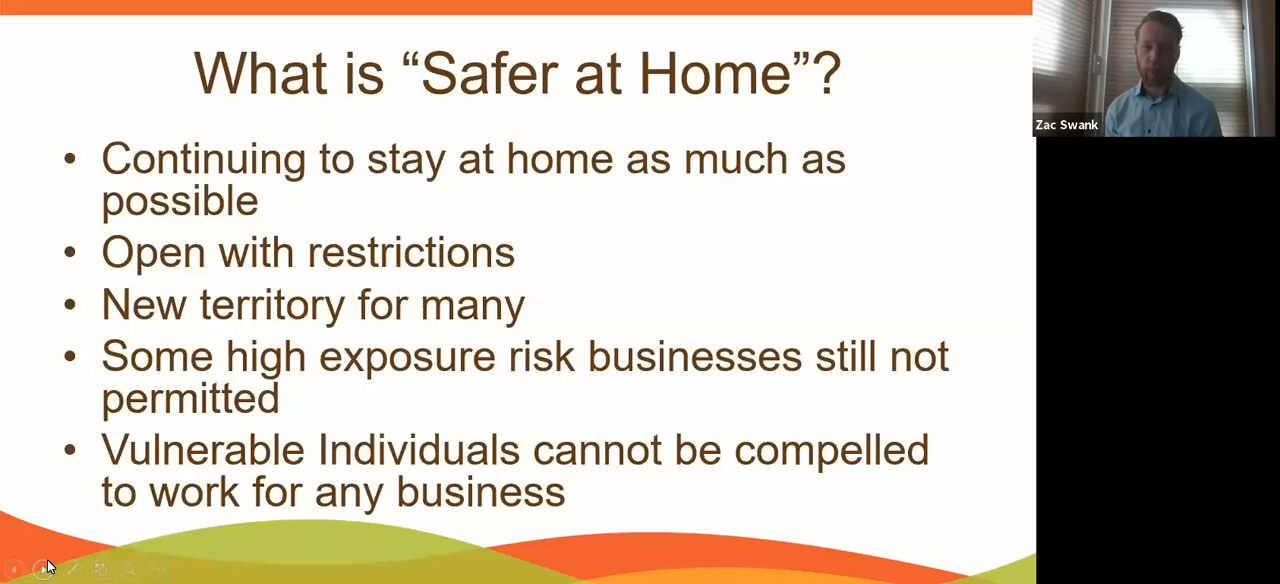 What is “Safer at Home”?
• Continuing to stay at home as much as
possible
• Open with restrictions
• New territory for many
• Some high exposure risk businesses still not
permitted
• Vulnerable Individuals cannot be compelled
to work for any business
Zac Swank